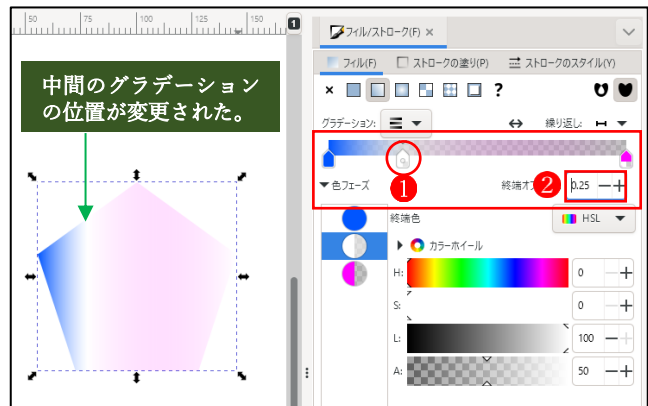 50 75 100 125 150 1
フィル/ストローク(F) ×
フィル(F) ストロークの塗り(P) ストロークのスタイル(Y)
中間のグラデーション
の位置が変更された。
× ?
グラデーション: 繰り返し:
1
▼色フェーズ 終端オフ 2 0.25 −+
終端色 HSL
カラーホイール
H: 0 −+
S: 0 −+
L: 100 −+
A: 50 −+